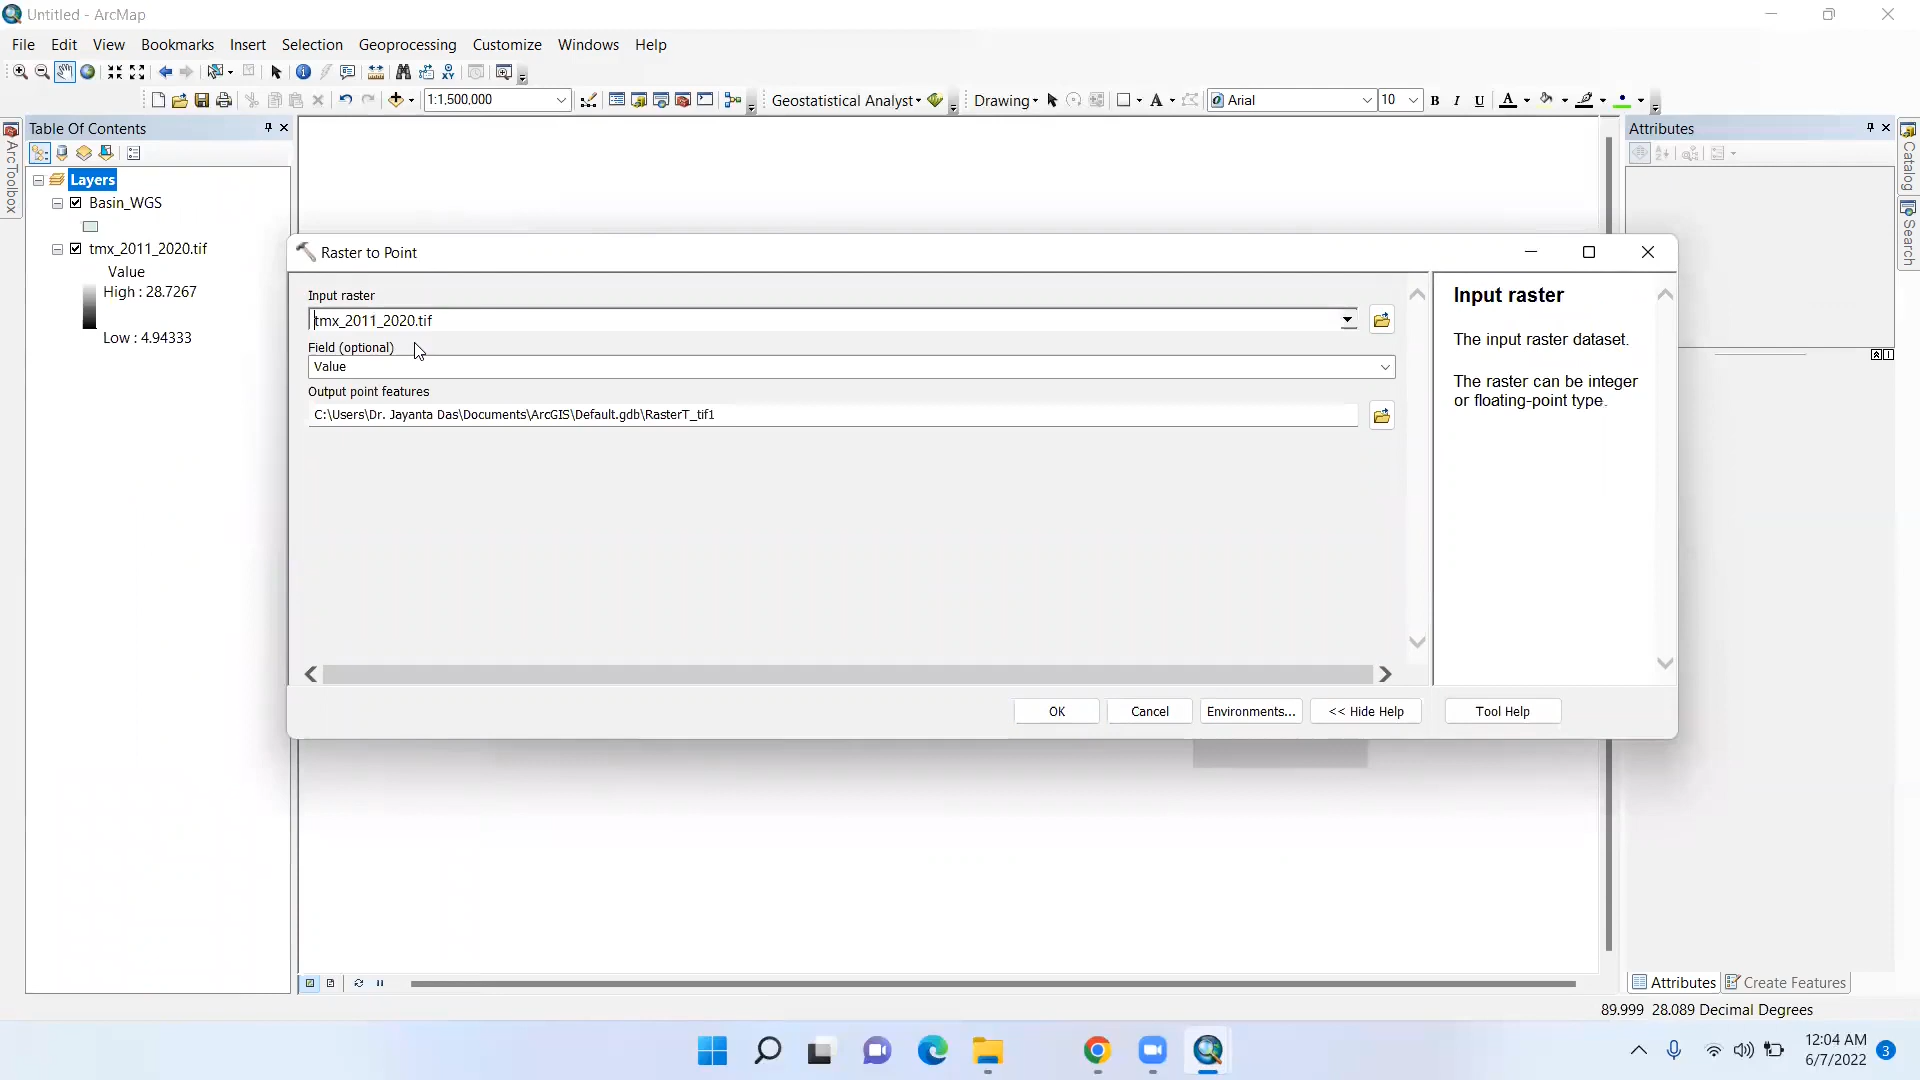 Untitled - ArcMap
File Edit View Bookmarks Insert Selection Geoprocessing Customize Windows Help
1:1,500,000 Geostatistical Analyst Drawing Arial 10 B I U A
Table Of Contents
Attributes
ArcToolbox
Catalog
Search
Layers
Basin_WGS
tmx_2011_2020.tif
Value
High : 28.7267
Low : 4.94333
Raster to Point
Input raster
tmx_2011_2020.tif
Field (optional)
Value
Output point features
C:\Users\Dr. Jayanta Das\Documents\ArcGIS\Default.gdb\RasterT_tif1
Input raster
The input raster dataset.
The raster can be integer
or floating-point type.
OK Cancel Environments... << Hide Help Tool Help
Attributes Create Features
89.999 28.089 Decimal Degrees
12:04 AM
6/7/2022
3